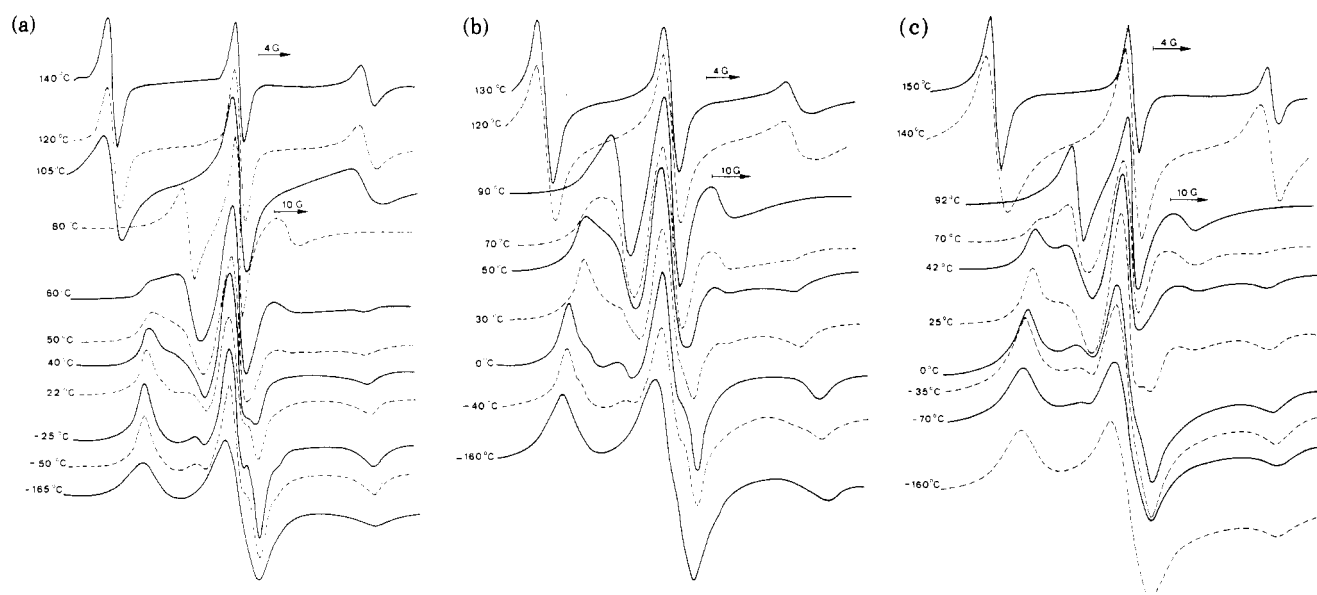 (a)
4 G
140 °C
120 °C
105 °C
10 G
80 °C
60 °C
50 °C
40 °C
22 °C
-25 °C
-50 °C
-165 °C
(b)
4 G
130 °C
120 °C
10 G
90 °C
70 °C
50 °C
30 °C
0 °C
-40 °C
-160 °C
(c)
4 G
150 °C
140 °C
10 G
92 °C
70 °C
42 °C
25 °C
0 °C
-35 °C
-70 °C
-160 °C